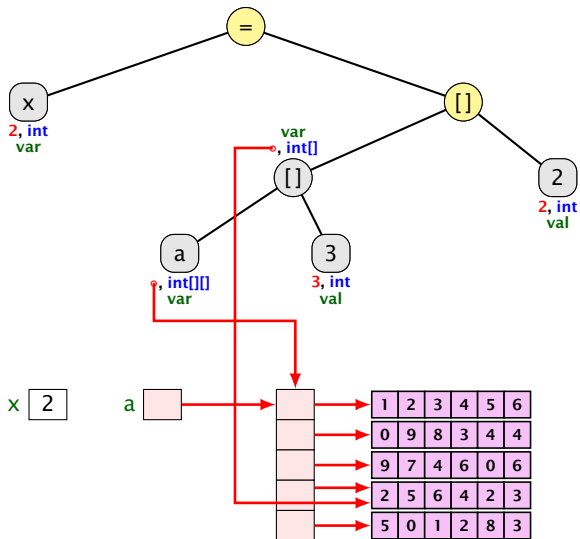 =
x
[]
2, int
var
var
, int[]
[]
2
2, int
val
a
3
, int[][]
var
3, int
val
x 2 a
1 2 3 4 5 6
0 9 8 3 4 4
9 7 4 6 0 6
2 5 6 4 2 3
5 0 1 2 8 3